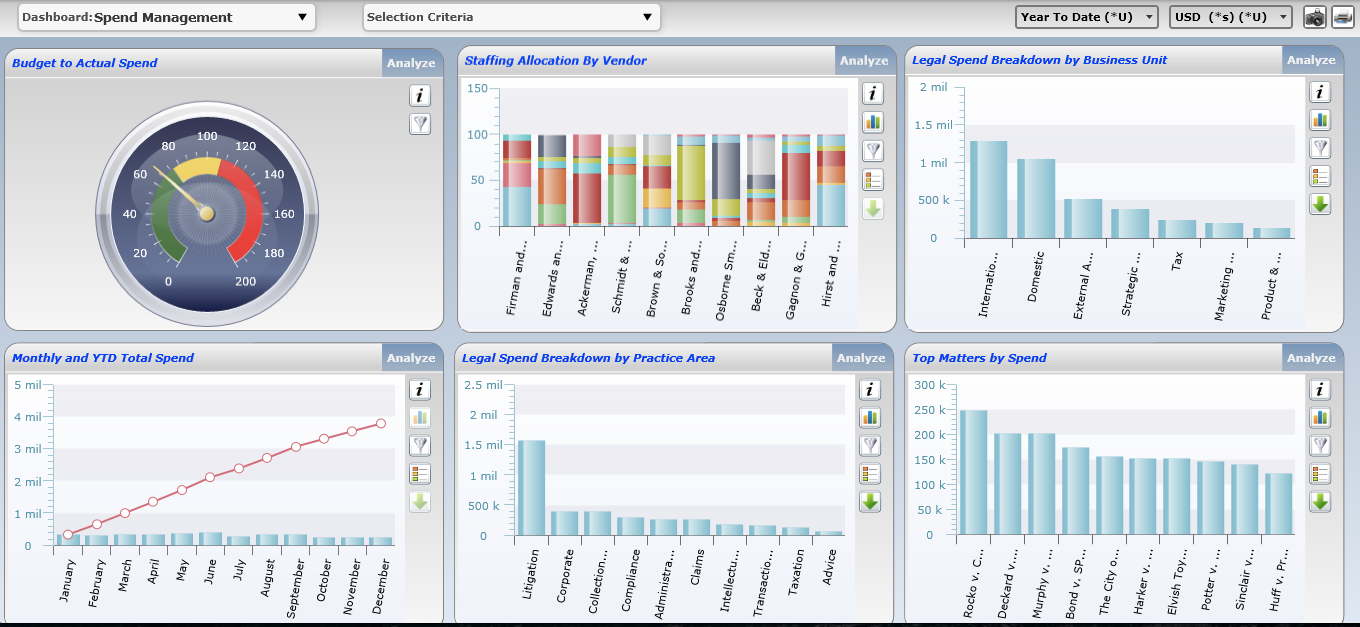 Dashboard: Spend Management
Selection Criteria
Year To Date (*U)
USD (*s) (*U)
Budget to Actual Spend
Analyze
i
0
20
40
60
80
100
120
140
160
180
200
Staffing Allocation By Vendor
Analyze
i
150
100
50
0
Firman and...
Edwards an...
Ackerman, ...
Schmidt & ...
Brown & So...
Brooks and...
Osborne Sm...
Beck & Eld...
Gagnon & G...
Hirst and ...
Legal Spend Breakdown by Business Unit
Analyze
i
2 mil
1.5 mil
1 mil
500 k
0
Internatio...
Domestic
External A...
Strategic ...
Tax
Marketing ...
Product & ...
Monthly and YTD Total Spend
Analyze
i
5 mil
4 mil
3 mil
2 mil
1 mil
0
January
February
March
April
May
June
July
August
September
October
November
December
Legal Spend Breakdown by Practice Area
Analyze
i
2.5 mil
2 mil
1.5 mil
1 mil
500 k
0
Litigation
Corporate
Collection...
Compliance
Administra...
Claims
Intellectu...
Transactio...
Taxation
Advice
Top Matters by Spend
Analyze
i
300 k
250 k
200 k
150 k
100 k
50 k
0
Rocko v. C...
Deckard v....
Murphy v. ...
Bond v. SP...
The City o...
Harker v. ...
Elvish Toy...
Potter v. ...
Sinclair v...
Huff v. Pr...